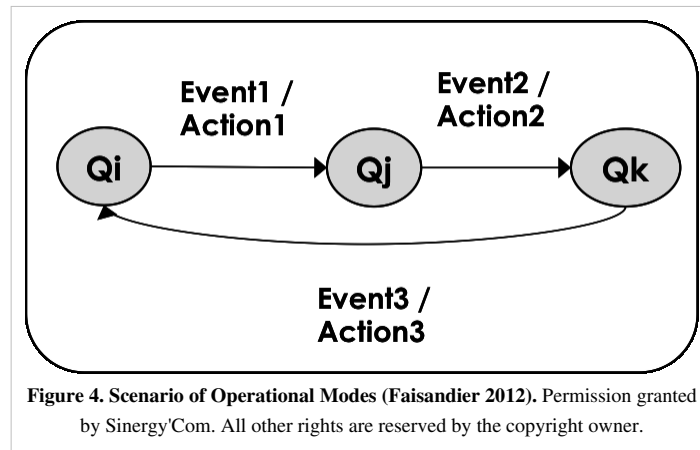 Event1 /
Action1
Event2 /
Action2
Qi
Qj
Qk
Event3 /
Action3
Figure 4. Scenario of Operational Modes (Faisandier 2012). Permission granted
by Sinergy'Com. All other rights are reserved by the copyright owner.